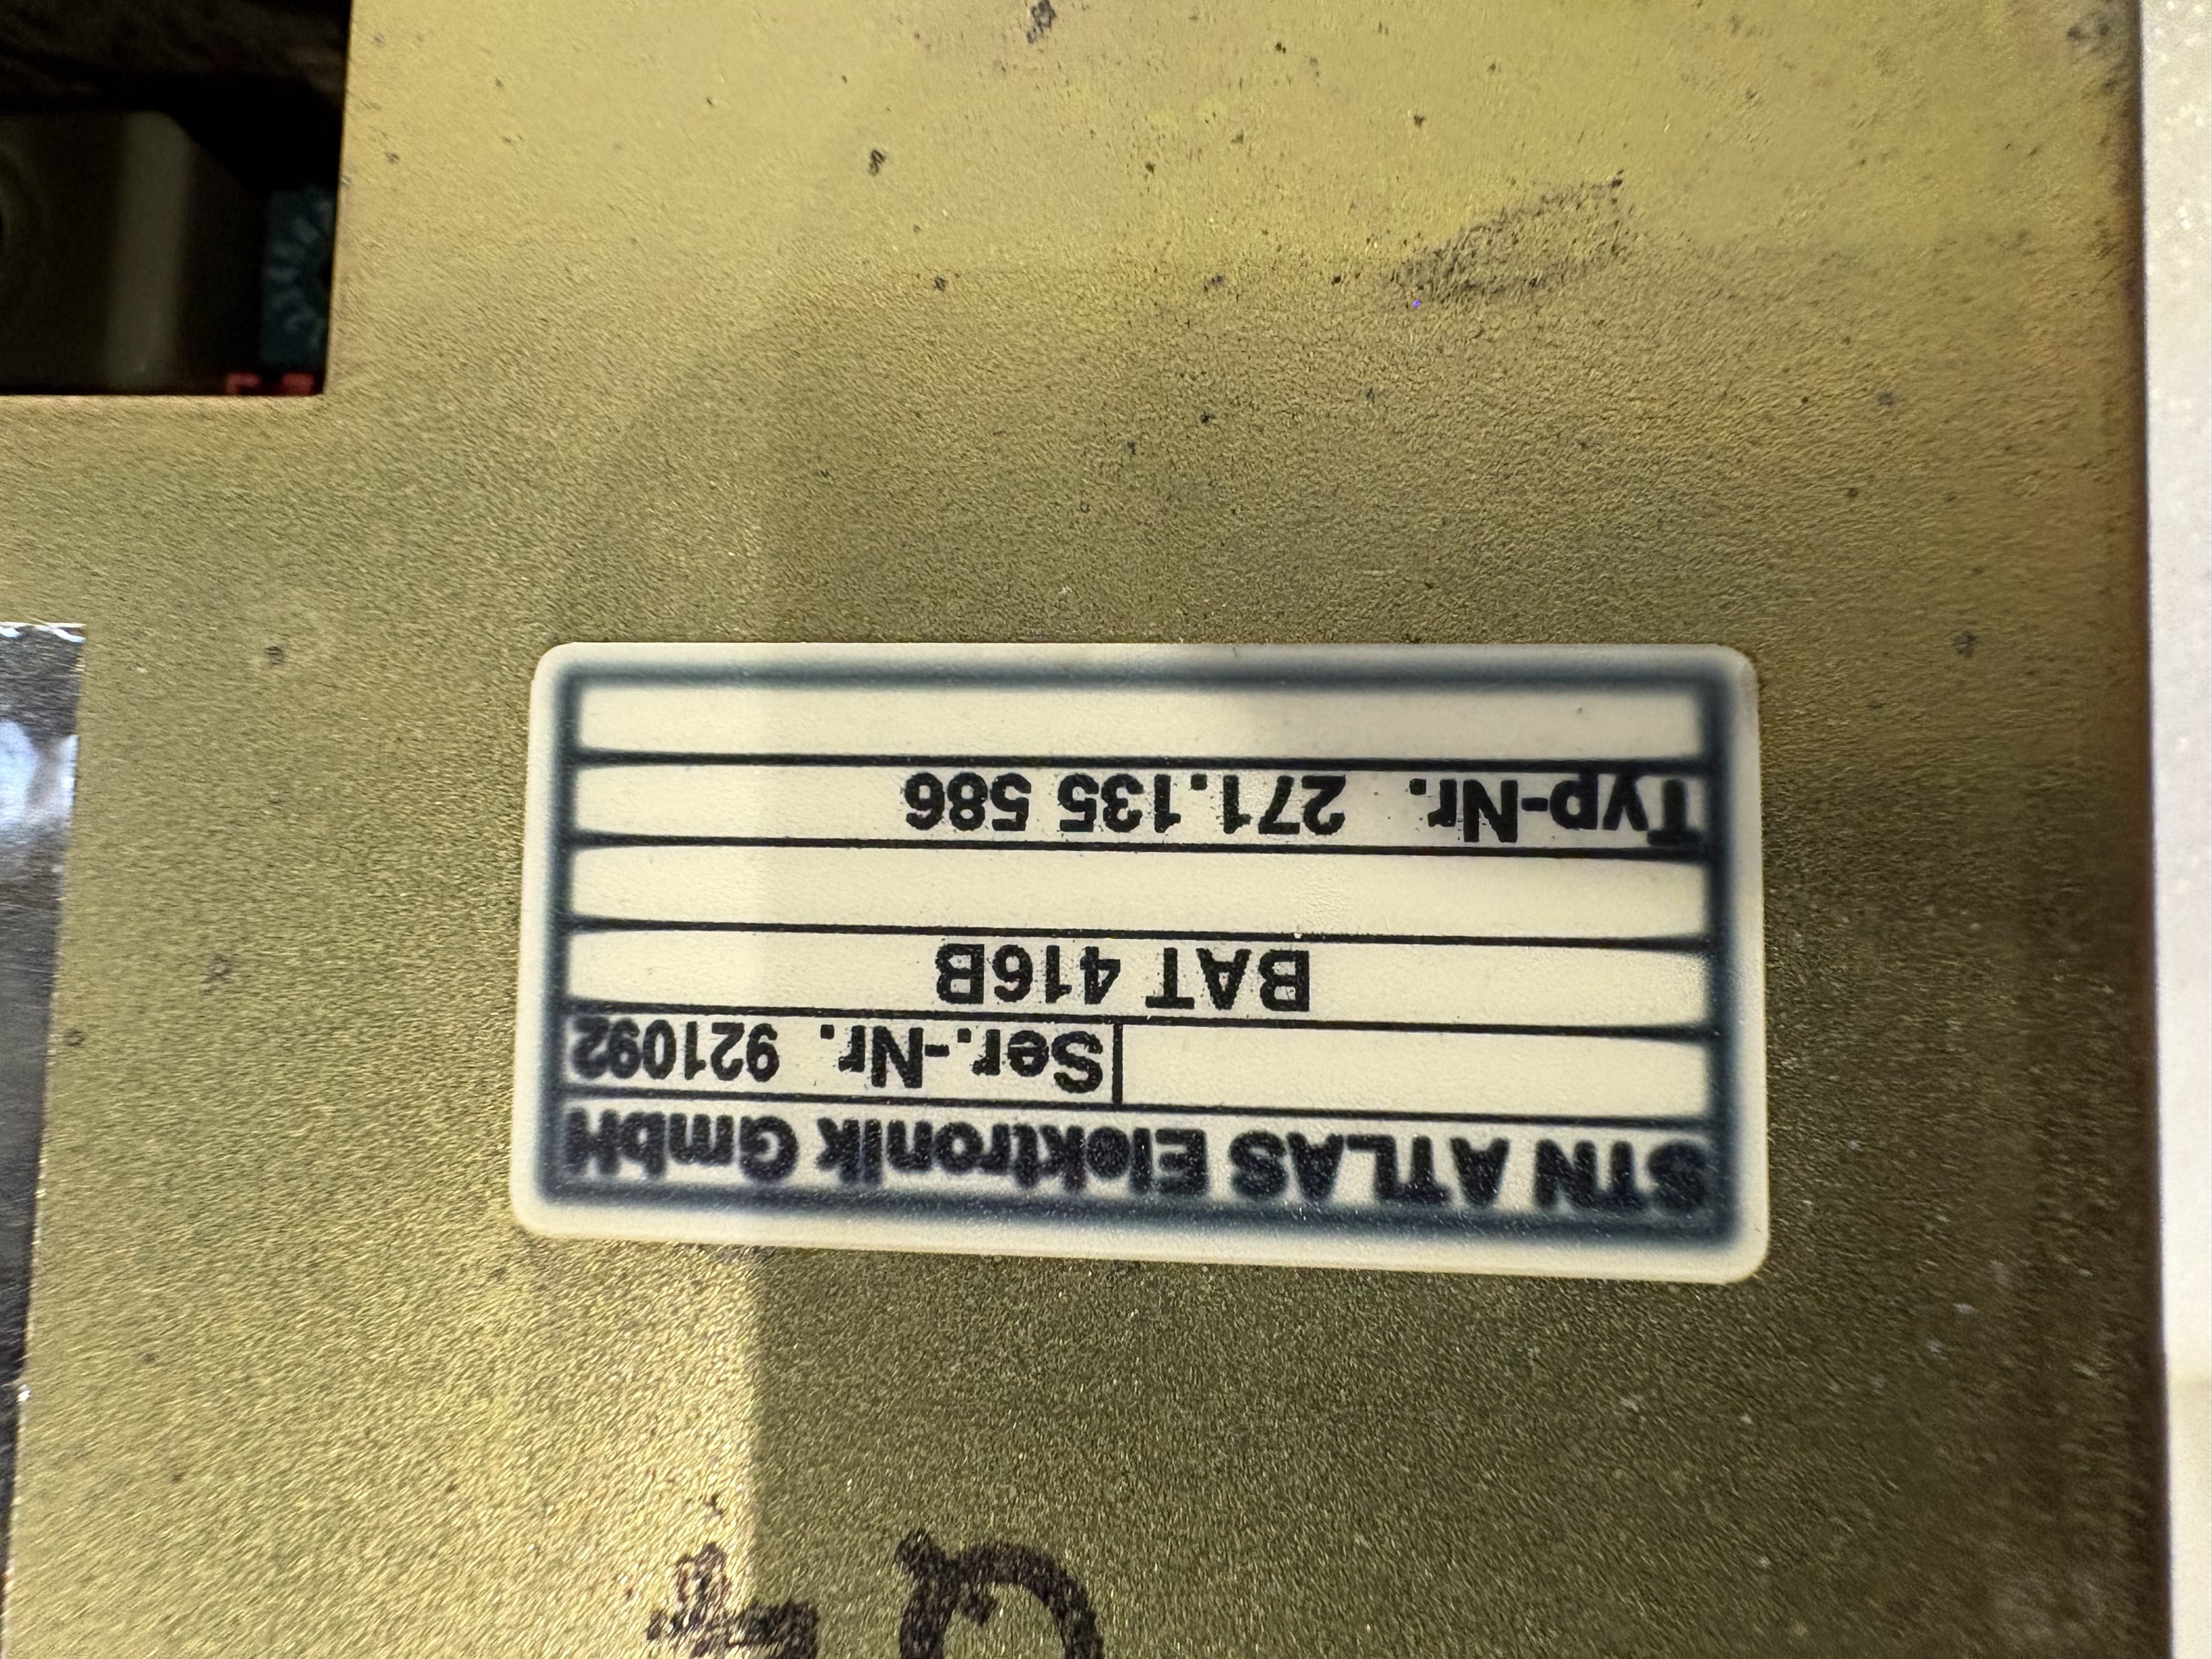 STN ATLAS Elektronik GmbH
Ser.-Nr. 921092
BAT 416B
Typ-Nr. 271.135 586